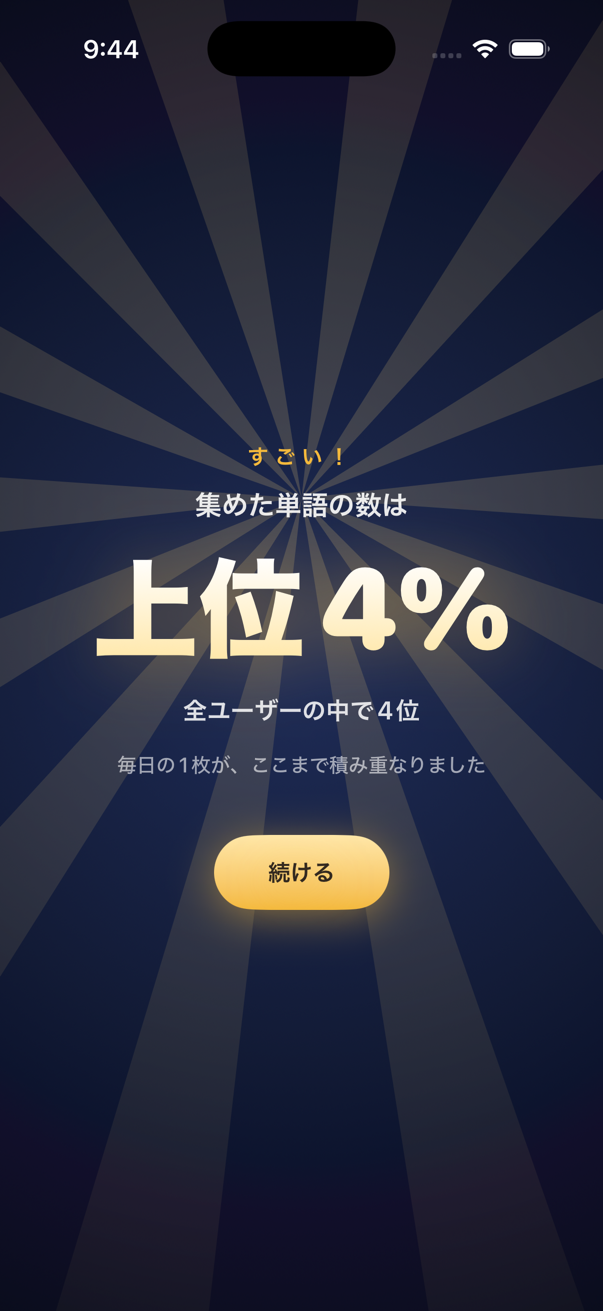 9:44
すごい！
集めた単語の数は
上位4%
全ユーザーの中で4位
毎日の1枚が、ここまで積み重なりました
続ける